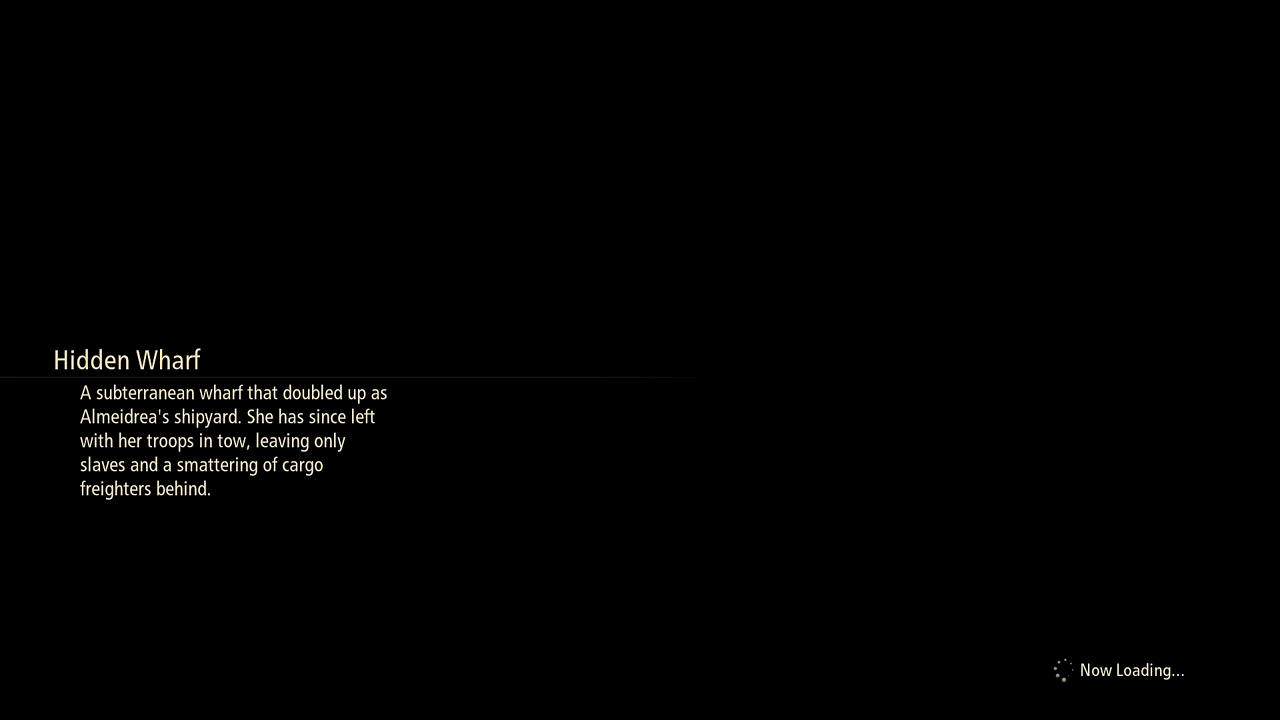 Hidden Wharf
A subterranean wharf that doubled up as
Almeidrea's shipyard. She has since left
with her troops in tow, leaving only
slaves and a smattering of cargo
freighters behind.
Now Loading...